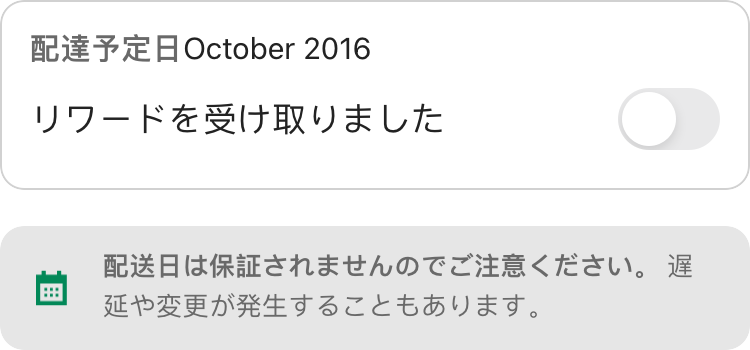 配達予定日October 2016
リワードを受け取りました
配送日は保証されませんのでご注意ください。 遅
延や変更が発生することもあります。